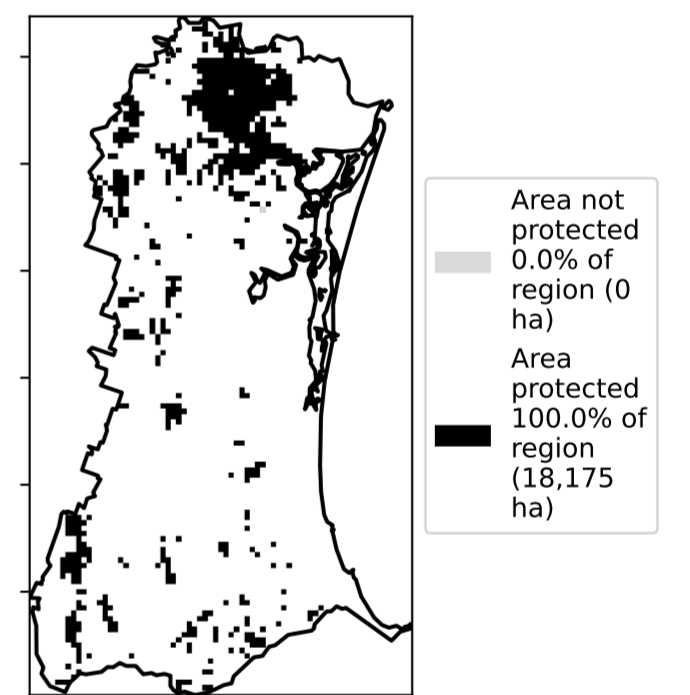 Area not
protected
0.0% of
region (0
ha)
Area
protected
100.0% of
region
(18,175
ha)